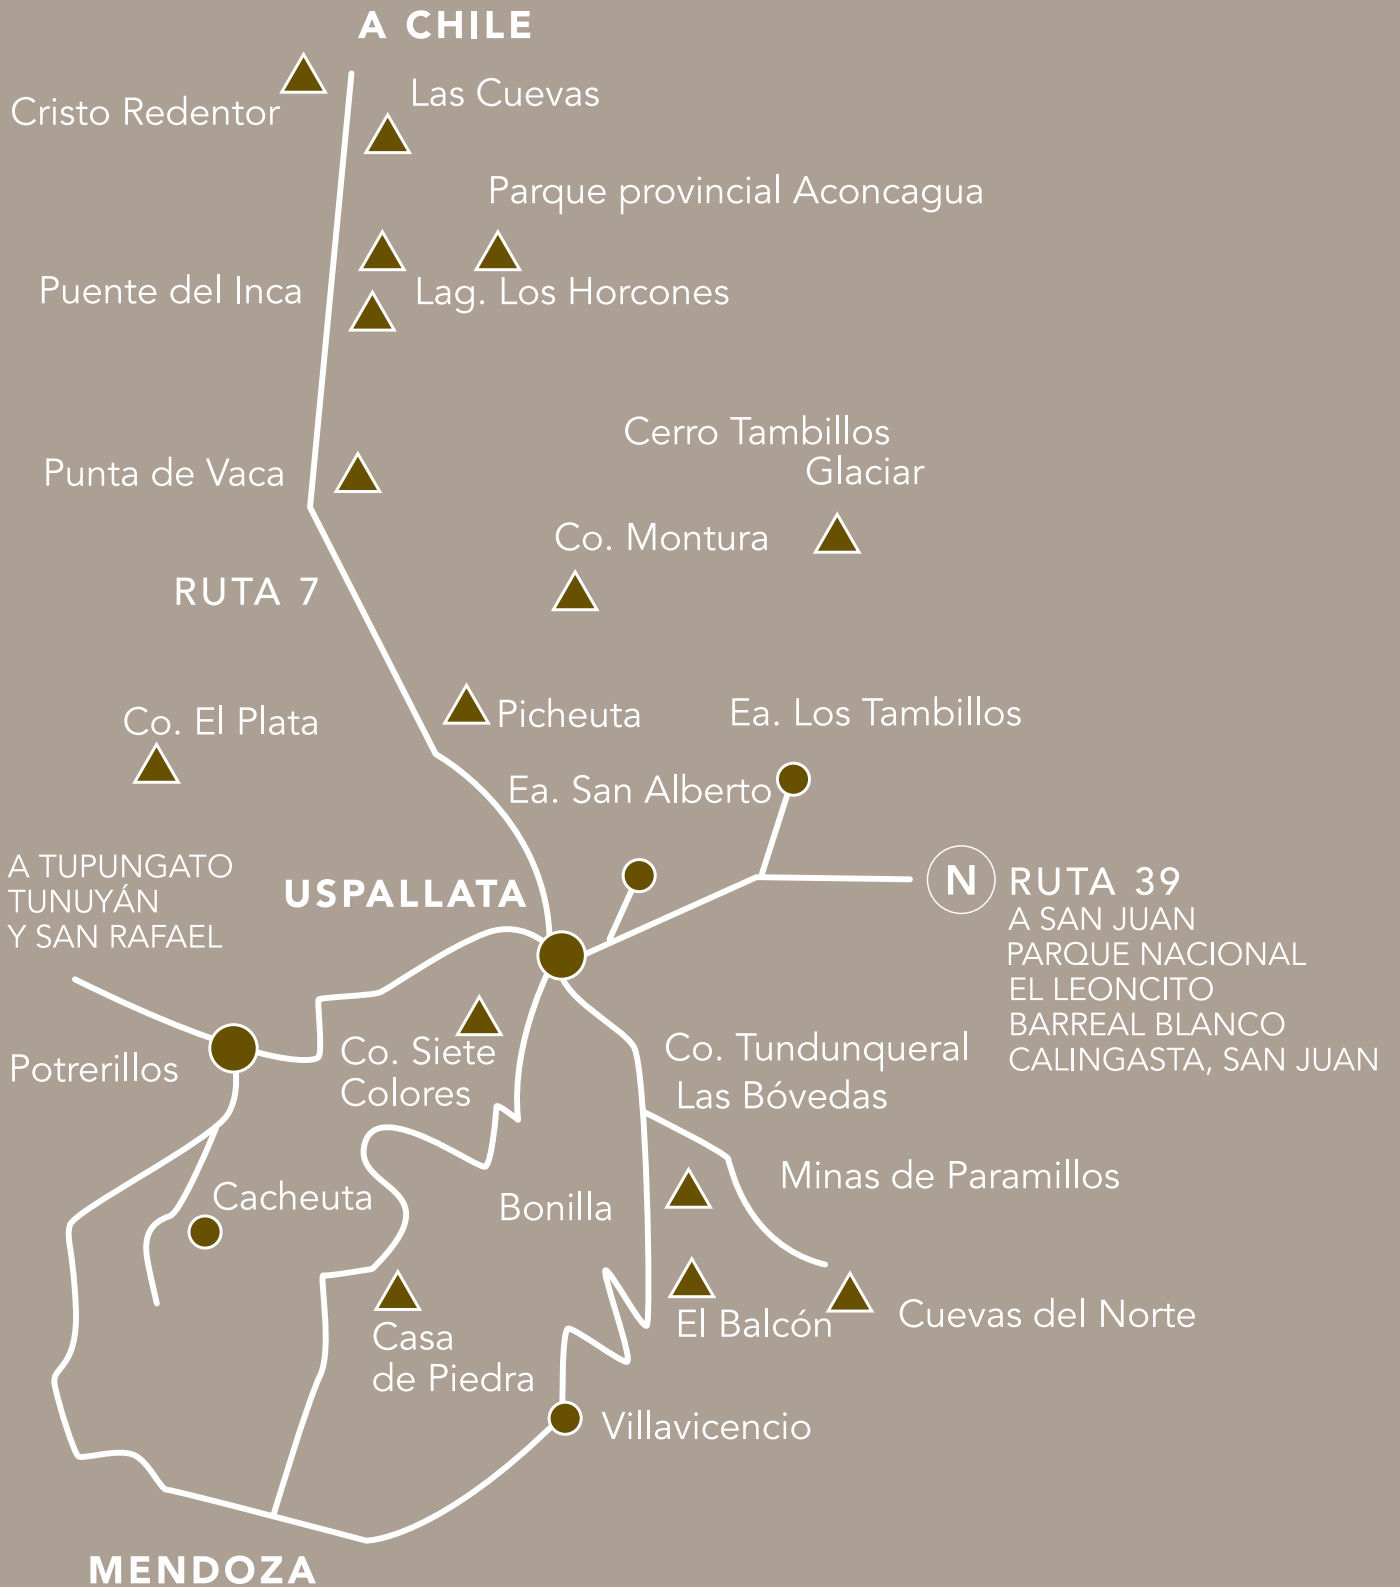 A CHILE
Las Cuevas
Cristo Redentor
Parque provincial Aconcagua
Puente del Inca
Lag. Los Horcones
Cerro Tambillos
Glaciar
Punta de Vaca
Co. Montura
RUTA 7
Picheuta
Ea. Los Tambillos
Co. El Plata
Ea. San Alberto
A TUPUNGATO
TUNUYÁN
Y SAN RAFAEL
USPALLATA
N
RUTA 39
A SAN JUAN
PARQUE NACIONAL
EL LEONCITO
BARREAL BLANCO
CALINGASTA, SAN JUAN
Potrerillos
Co. Siete
Colores
Co. Tundunqueral
Las Bóvedas
Minas de Paramillos
Cacheuta
Bonilla
Casa
de Piedra
El Balcón
Cuevas del Norte
Villavicencio
MENDOZA